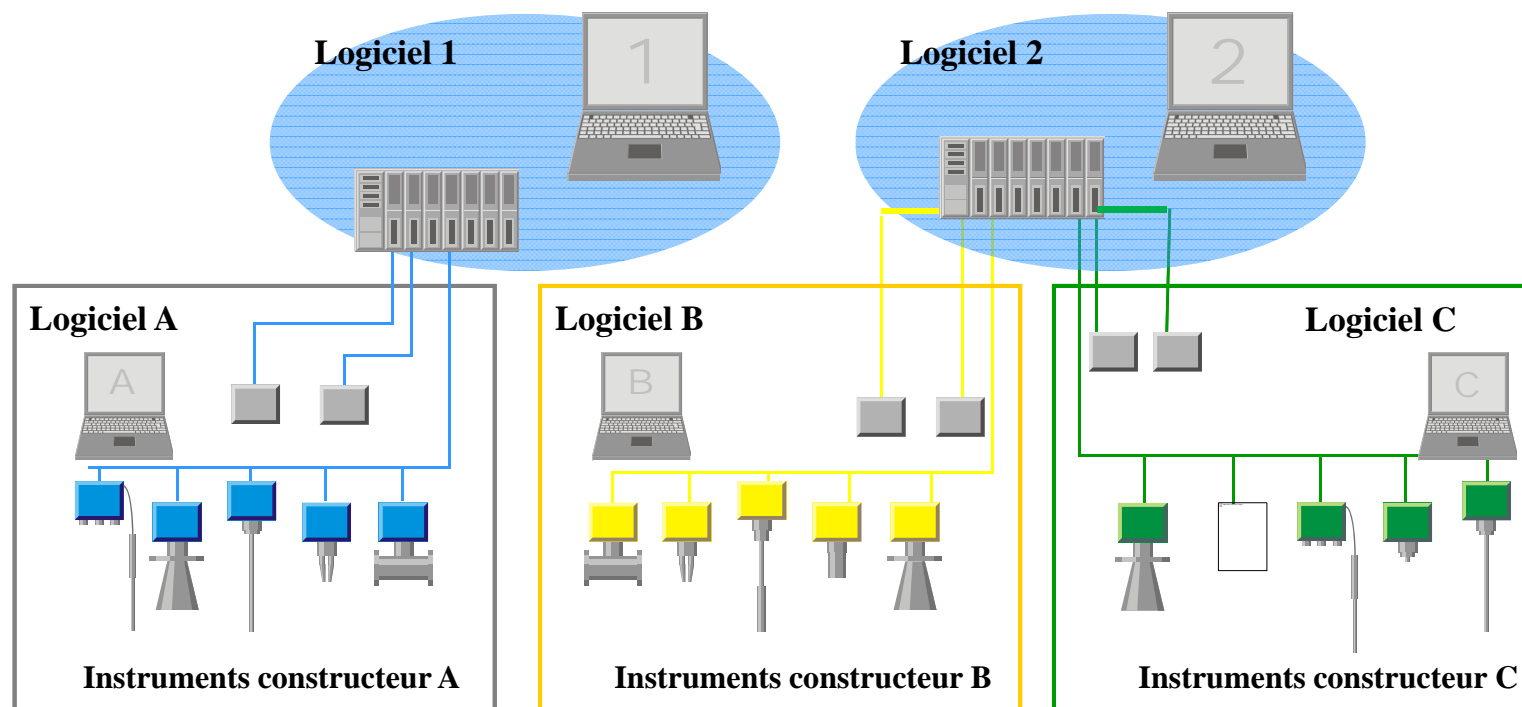 Logiciel 1
1
Logiciel 2
2
Logiciel A
A
Logiciel B
B
Logiciel C
C
Instruments constructeur A
Instruments constructeur B
Instruments constructeur C